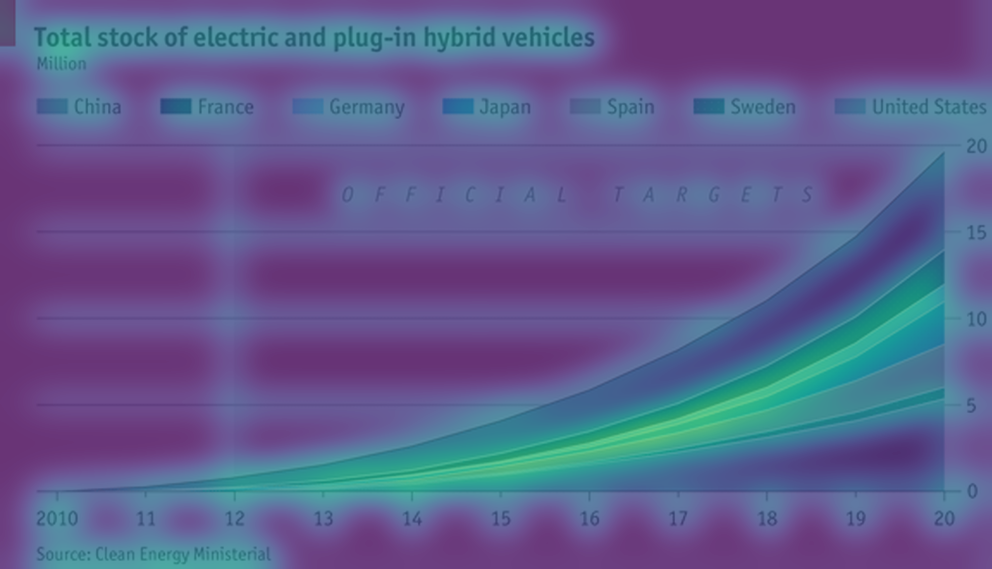 Total stock of electric and plug-in hybrid vehicles
Million
China France Germany Japan Spain Sweden United States
20
OFFICIAL TARGETS
15
10
5
0
2010 11 12 13 14 15 16 17 18 19 20
Source: Clean Energy Ministerial